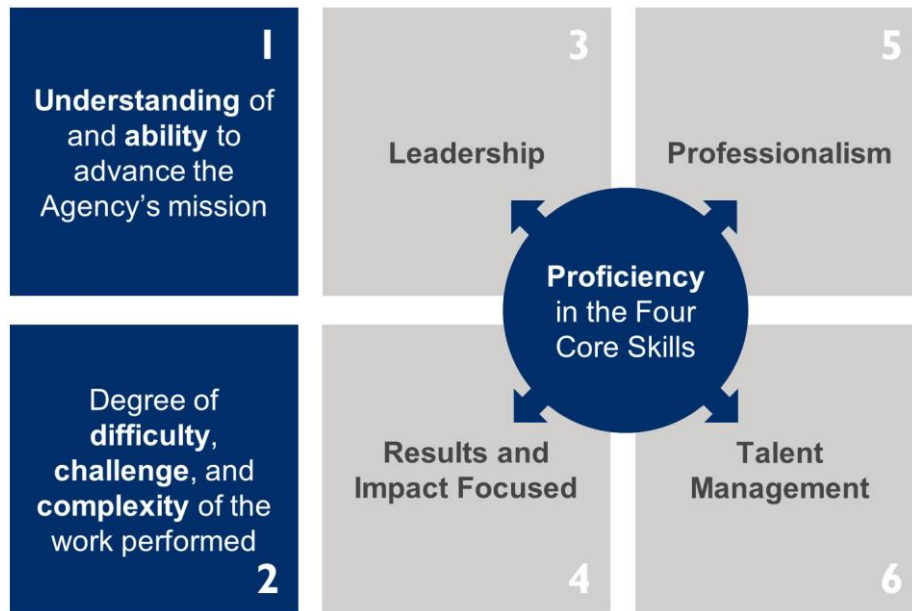 1
Understanding of
and ability to
advance the
Agency’s mission
Degree of
difficulty,
challenge, and
complexity of the
work performed
2
3
Leadership
5
Professionalism
Proficiency
in the Four
Core Skills
Results and
Impact Focused
4
Talent
Management
6